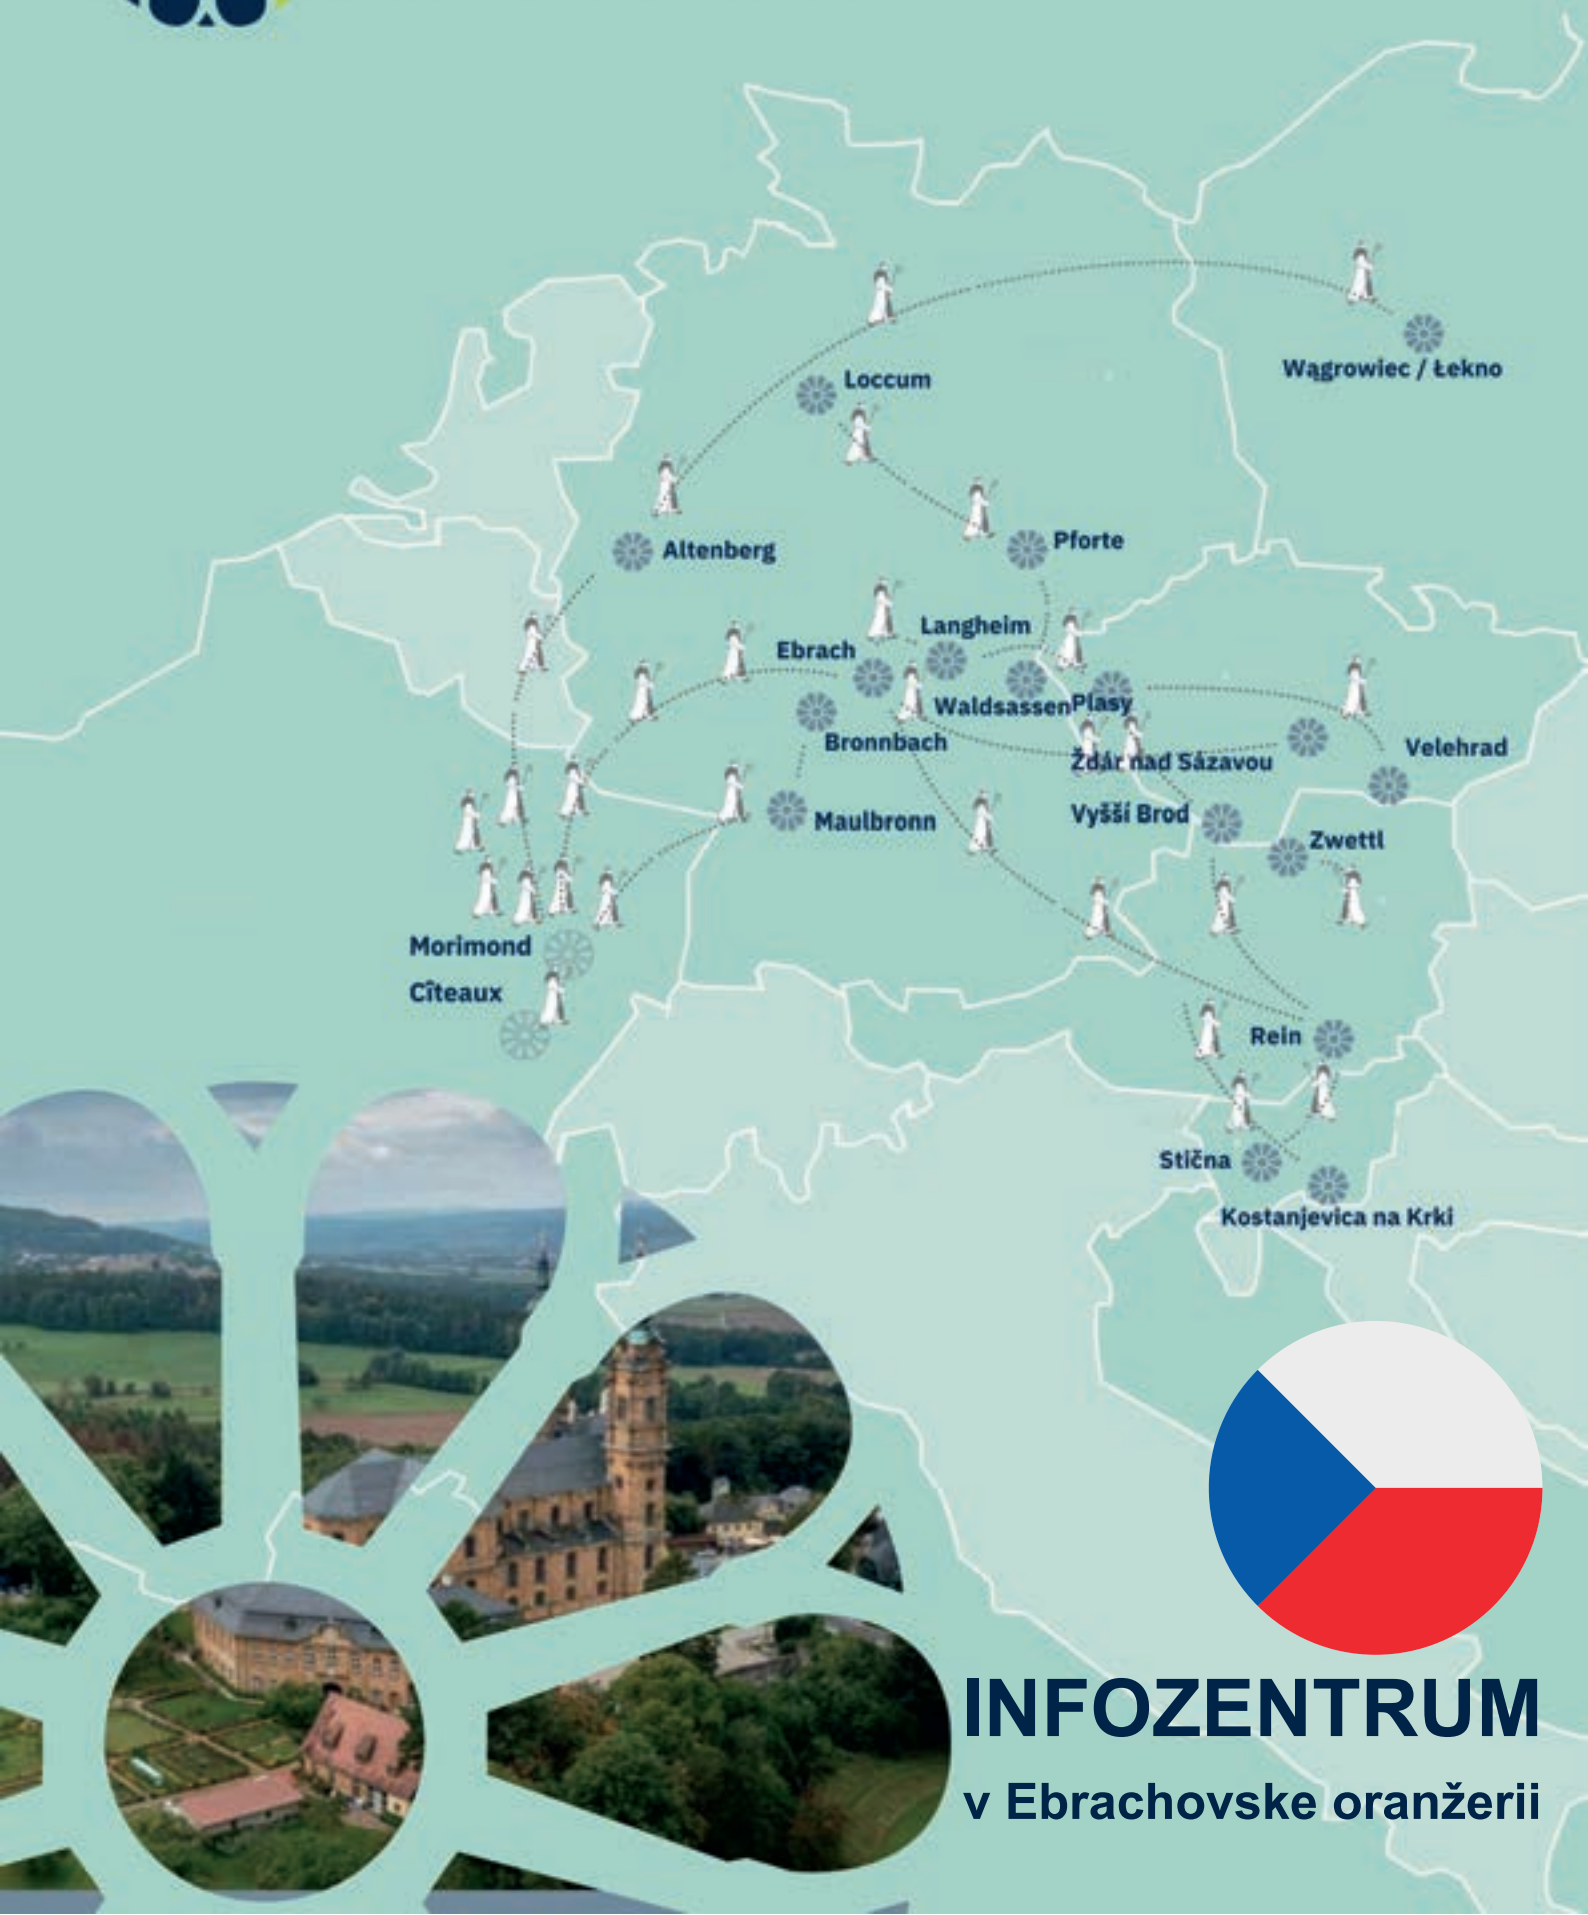 Wągrowiec / Łekno
Loccum
Altenberg
Pforte
Langheim
Ebrach
Waldsassen
Plasy
Bronnbach
Velehrad
Žďár nad Sázavou
Maulbronn
Vyšší Brod
Zwettl
Morimond
Cîteaux
Rein
Stična
Kostanjevica na Krki
INFOZENTRUM
v Ebrachovske oranžerii